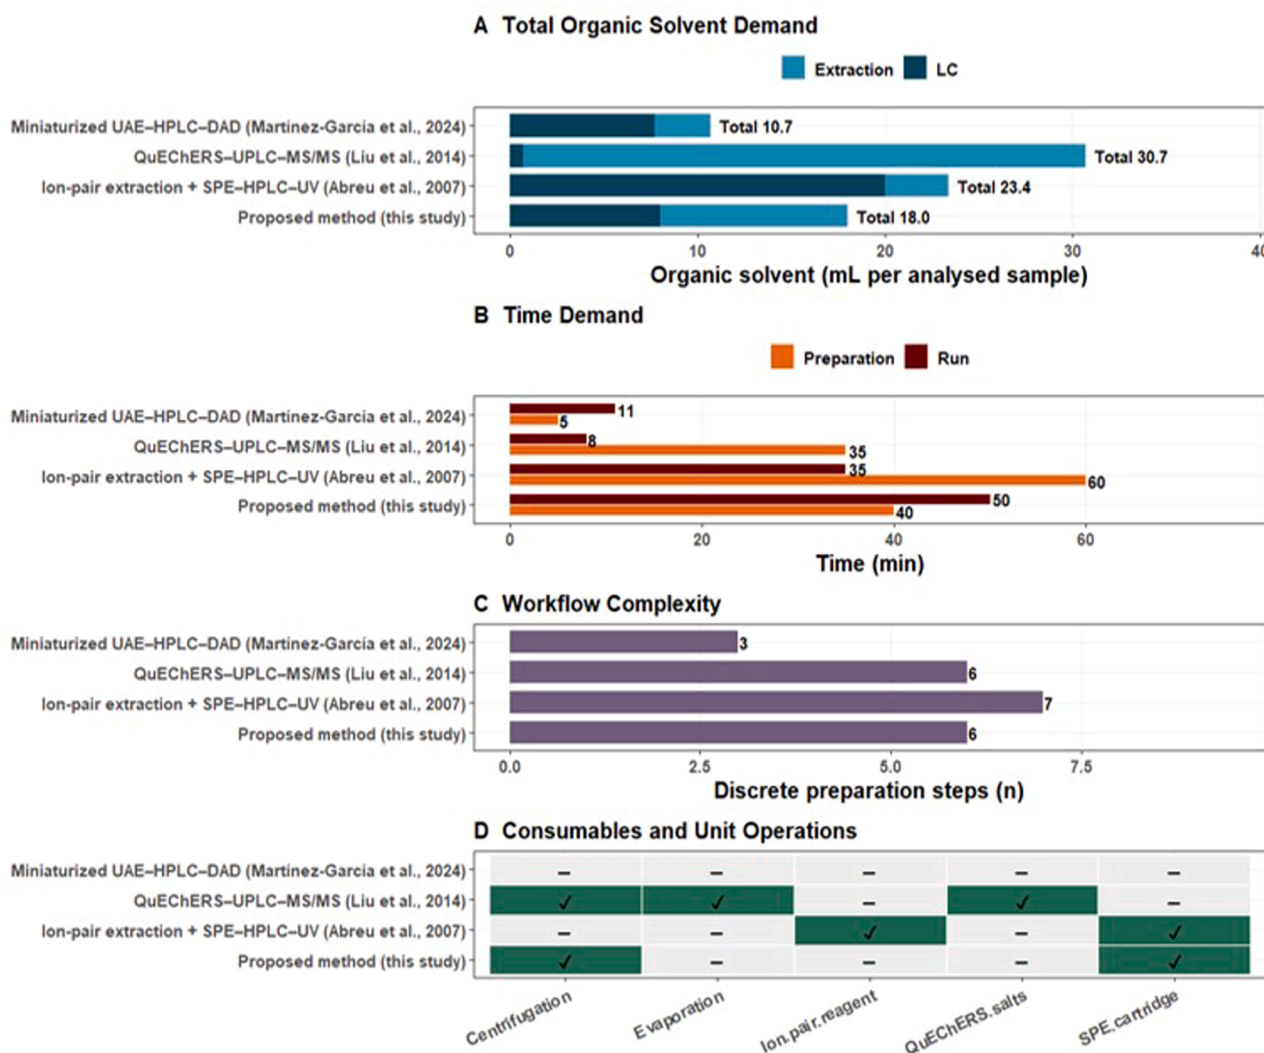 A Total Organic Solvent Demand
Extraction LC
Miniaturized UAE–HPLC–DAD (Martínez-García et al., 2024) Total 10.7
QuEChERS–UPLC–MS/MS (Liu et al., 2014) Total 30.7
Ion-pair extraction + SPE–HPLC–UV (Abreu et al., 2007) Total 23.4
Proposed method (this study) Total 18.0
0 10 20 30 40
Organic solvent (mL per analysed sample)
B Time Demand
Preparation Run
Miniaturized UAE–HPLC–DAD (Martínez-García et al., 2024) 11
5
QuEChERS–UPLC–MS/MS (Liu et al., 2014) 8
35
Ion-pair extraction + SPE–HPLC–UV (Abreu et al., 2007) 35
60
Proposed method (this study) 50
40
0 20 40 60
Time (min)
C Workflow Complexity
Miniaturized UAE–HPLC–DAD (Martínez-García et al., 2024) 3
QuEChERS–UPLC–MS/MS (Liu et al., 2014) 6
Ion-pair extraction + SPE–HPLC–UV (Abreu et al., 2007) 7
Proposed method (this study) 6
0.0 2.5 5.0 7.5
Discrete preparation steps (n)
D Consumables and Unit Operations
Miniaturized UAE–HPLC–DAD (Martínez-García et al., 2024) – – – – –
QuEChERS–UPLC–MS/MS (Liu et al., 2014) ✓ ✓ – ✓ –
Ion-pair extraction + SPE–HPLC–UV (Abreu et al., 2007) – – ✓ – ✓
Proposed method (this study) ✓ – – – ✓
Centrifugation Evaporation Ion.pair.reagent QuEChERS.salts SPE.cartridge